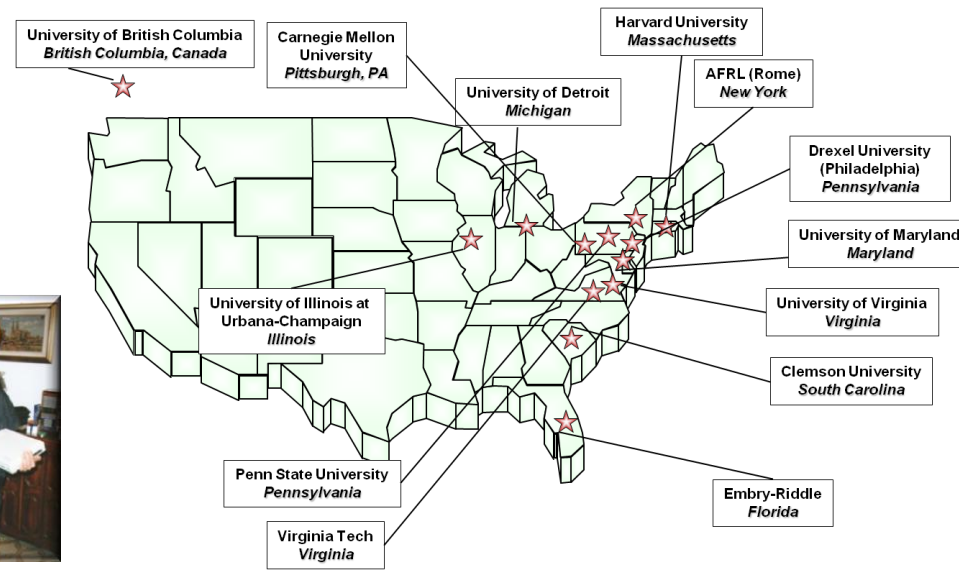 University of British Columbia
British Columbia, Canada
Carnegie Mellon
University
Pittsburgh, PA
University of Detroit
Michigan
Harvard University
Massachusetts
AFRL (Rome)
New York
Drexel University
(Philadelphia)
Pennsylvania
University of Maryland
Maryland
University of Illinois at
Urbana-Champaign
Illinois
University of Virginia
Virginia
Clemson University
South Carolina
Penn State University
Pennsylvania
Embry-Riddle
Florida
Virginia Tech
Virginia